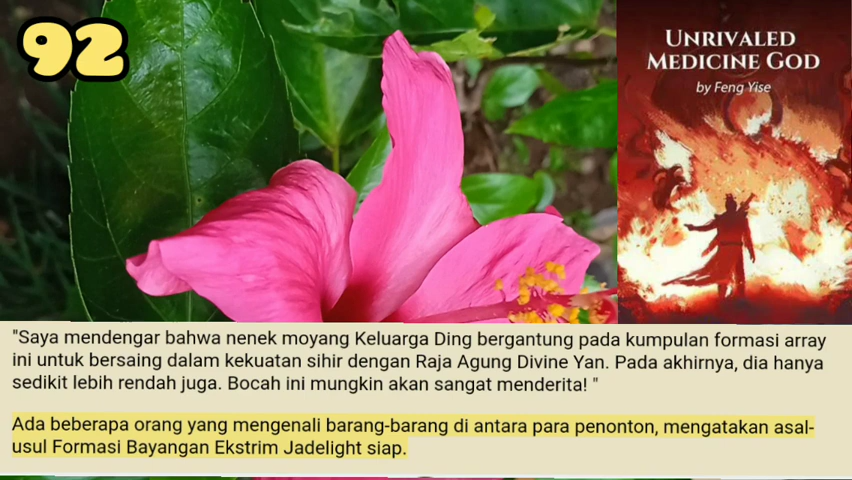 92
UNRIVALED
MEDICINE GOD
by Feng Yise
"Saya mendengar bahwa nenek moyang Keluarga Ding bergantung pada kumpulan formasi array
ini untuk bersaing dalam kekuatan sihir dengan Raja Agung Divine Yan. Pada akhirnya, dia hanya
sedikit lebih rendah juga. Bocah ini mungkin akan sangat menderita! "
Ada beberapa orang yang mengenali barang-barang di antara para penonton, mengatakan asal-
usul Formasi Bayangan Ekstrim Jadelight siap.